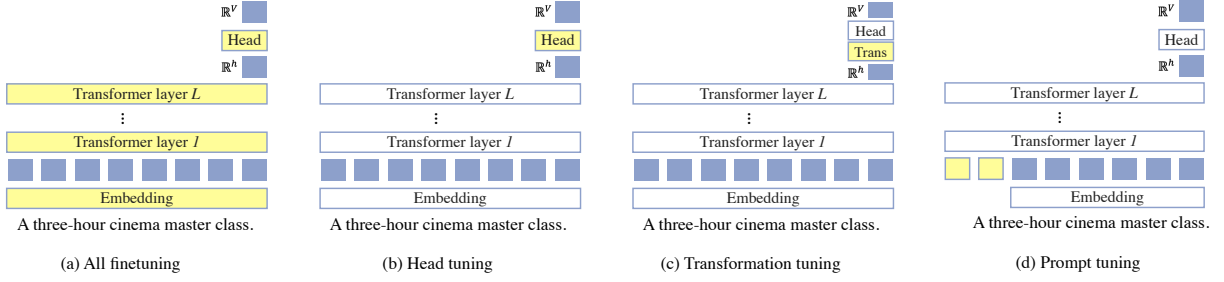 ℝ^V
Head
ℝ^h
Transformer layer L
⋮
Transformer layer 1
Embedding
A three-hour cinema master class.
(a) All finetuning
ℝ^V
Head
ℝ^h
Transformer layer L
⋮
Transformer layer 1
Embedding
A three-hour cinema master class.
(b) Head tuning
ℝ^V
Head
Trans
ℝ^h
Transformer layer L
⋮
Transformer layer 1
Embedding
A three-hour cinema master class.
(c) Transformation tuning
ℝ^V
Head
ℝ^h
Transformer layer L
⋮
Transformer layer 1
Embedding
A three-hour cinema master class.
(d) Prompt tuning